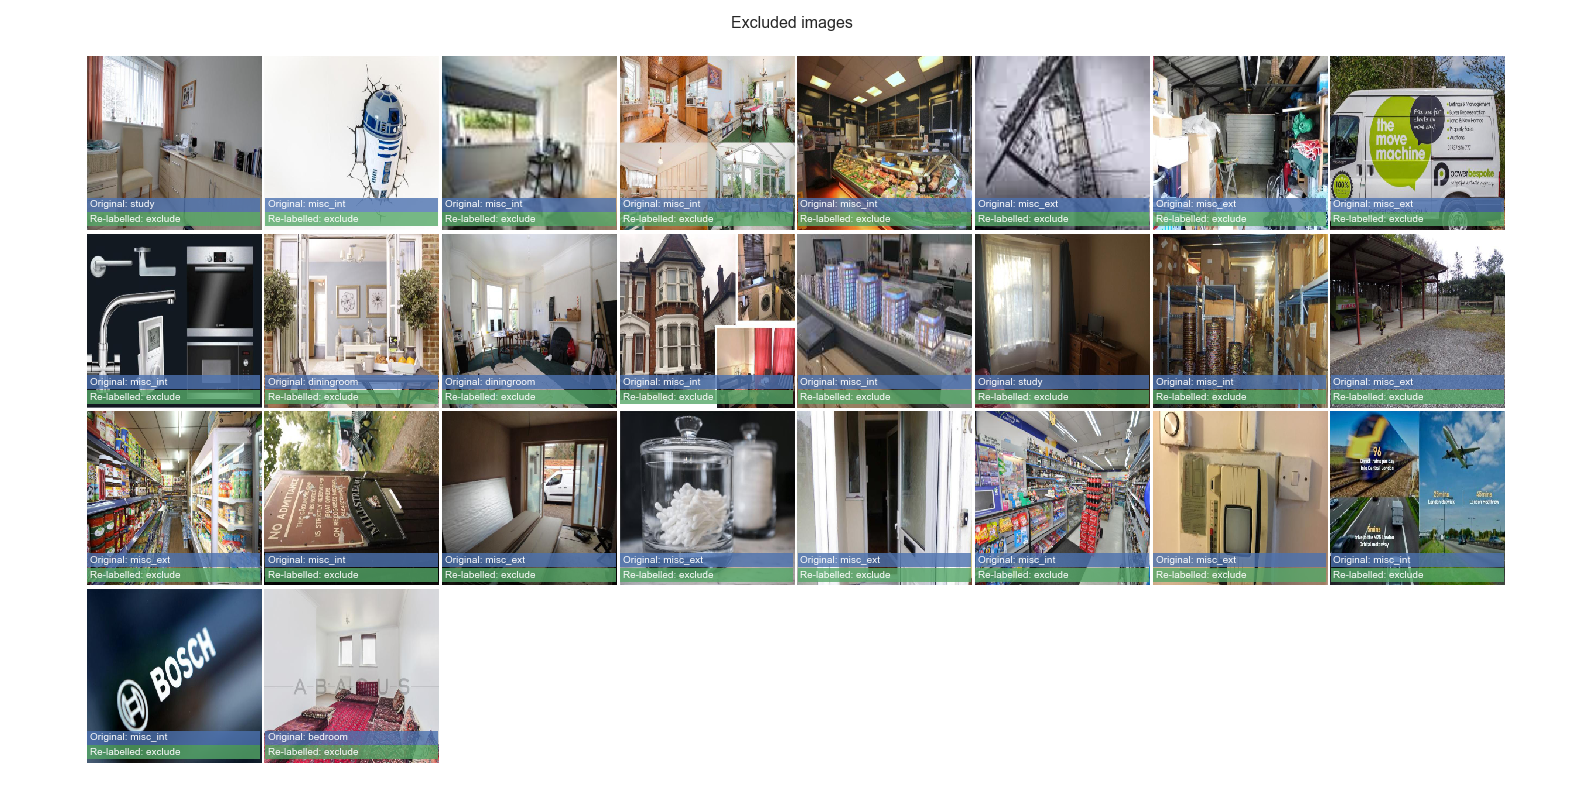 Excluded images
Original: study
Re-labelled: exclude
Original: misc_int
Re-labelled: exclude
Original: misc_int
Re-labelled: exclude
Original: misc_int
Re-labelled: exclude
Original: misc_int
Re-labelled: exclude
Original: misc_ext
Re-labelled: exclude
Original: misc_ext
Re-labelled: exclude
the
move
machine
100%
powerbespoke
Original: misc_ext
Re-labelled: exclude
Original: misc_int
Re-labelled: exclude
Original: diningroom
Re-labelled: exclude
Original: diningroom
Re-labelled: exclude
Original: misc_int
Re-labelled: exclude
Original: misc_int
Re-labelled: exclude
Original: study
Re-labelled: exclude
Original: misc_int
Re-labelled: exclude
Original: misc_ext
Re-labelled: exclude
Original: misc_ext
Re-labelled: exclude
NO ADMITTANCE
MILLSTREAM
Original: misc_int
Re-labelled: exclude
Original: misc_ext
Re-labelled: exclude
Original: misc_ext
Re-labelled: exclude
Original: misc_ext
Re-labelled: exclude
Original: misc_int
Re-labelled: exclude
Original: misc_ext
Re-labelled: exclude
96
Original: misc_int
Re-labelled: exclude
BOSCH
Original: misc_int
Re-labelled: exclude
ABACUS
Original: bedroom
Re-labelled: exclude